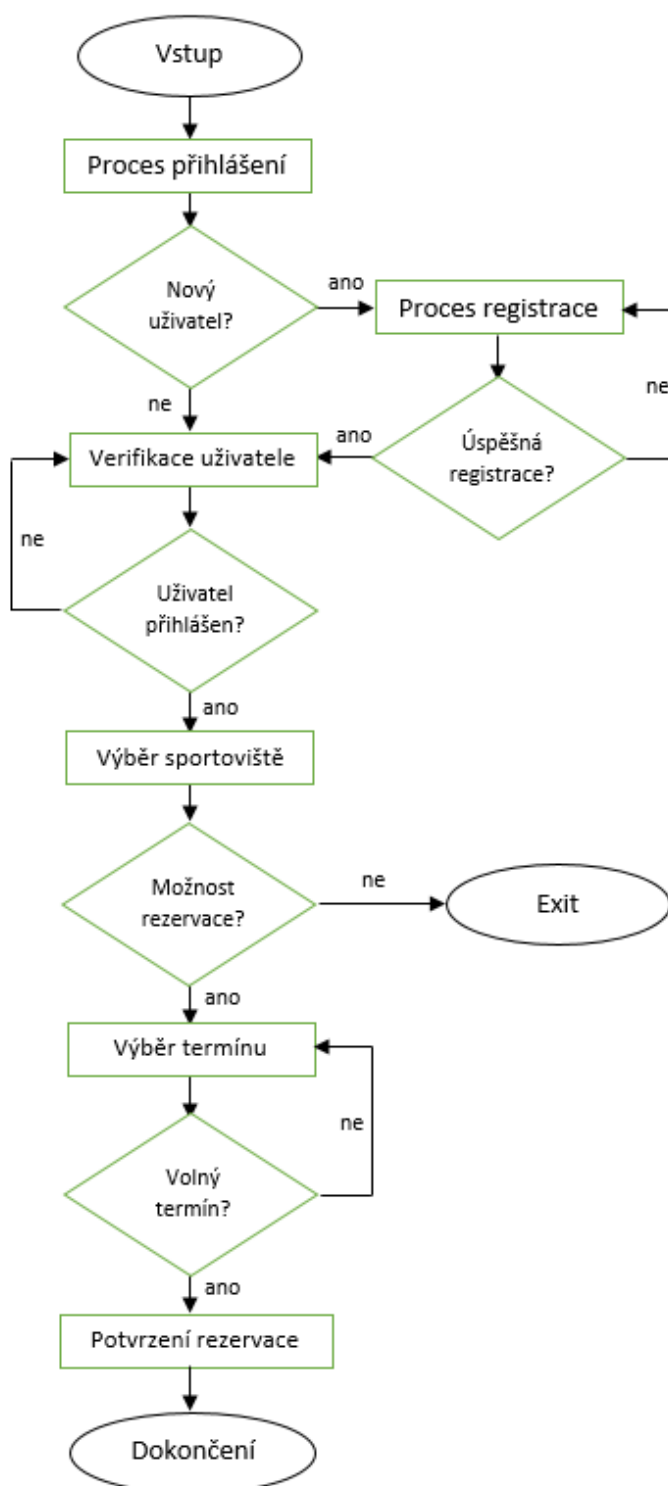 Vstup
Proces přihlášení
Nový
uživatel?
ano
Proces registrace
ne
ne
Verifikace uživatele
ano
Úspěšná
registrace?
ne
Uživatel
přihlášen?
ano
Výběr sportoviště
Možnost
rezervace?
ne
Exit
ano
Výběr termínu
ne
Volný
termín?
ano
Potvrzení rezervace
Dokončení